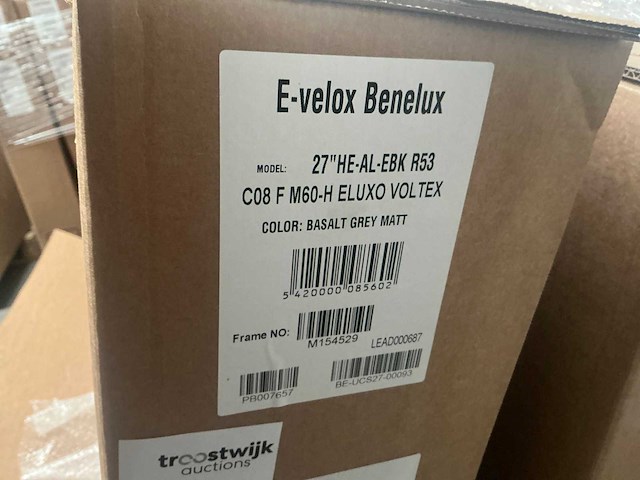 E-velox Benelux
MODEL: 27"HE-AL-EBK R53
C08 F M60-H ELUXO VOLTEX
COLOR: BASALT GREY MATT
5 420000 085602
Frame NO: M154529 LEAD000687
PB007657 BE-UCS27-00093
troostwijk
auctions